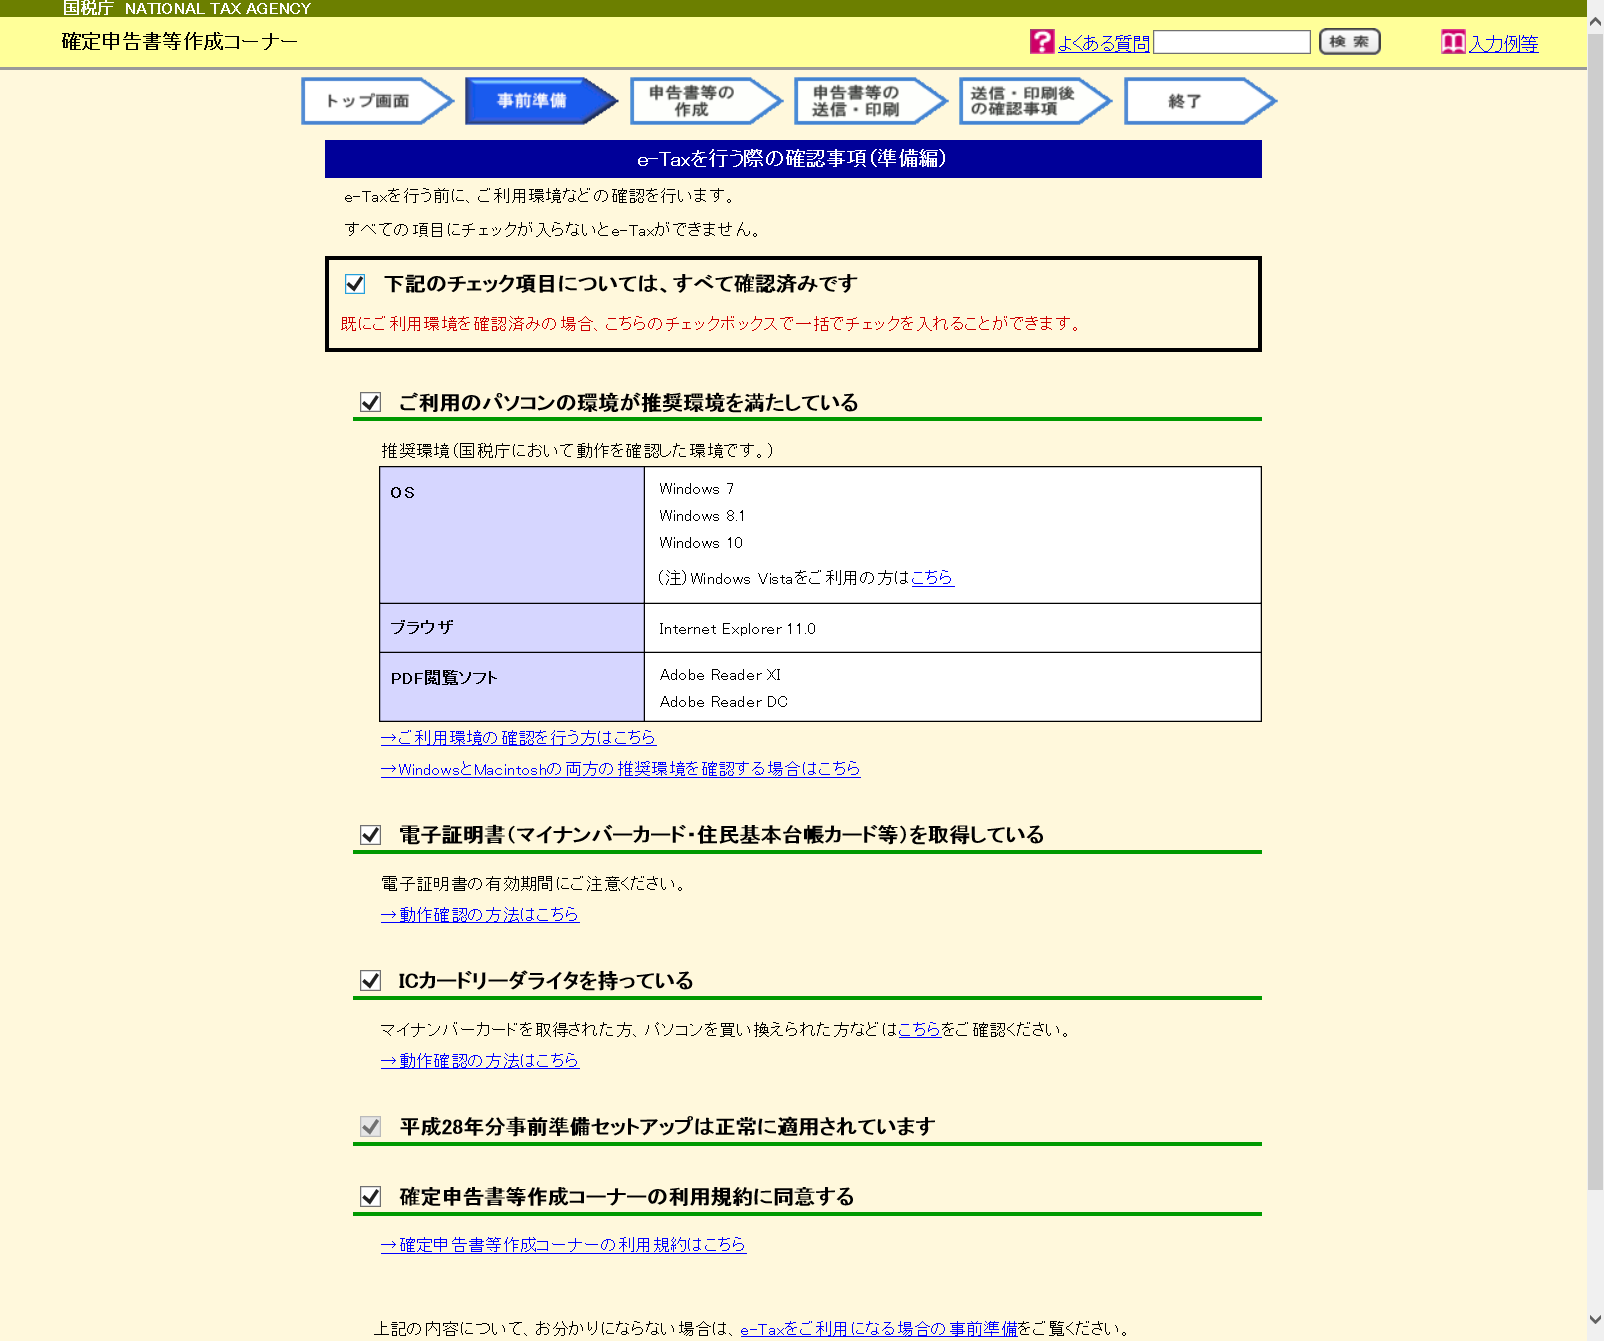 国税庁 NATIONAL TAX AGENCY
確定申告書等作成コーナー
よくある質問
検 索
入力例等
トップ画面
事前準備
申告書等の
作成
申告書等の
送信・印刷
送信・印刷後
の確認事項
終了
e-Taxを行う際の確認事項(準備編)
e-Taxを行う前に、ご利用環境などの確認を行います。
すべての項目にチェックが入らないとe-Taxができません。
下記のチェック項目については、すべて確認済みです
既にご利用環境を確認済みの場合、こちらのチェックボックスで一括でチェックを入れることができます。
ご利用のパソコンの環境が推奨環境を満たしている
推奨環境(国税庁において動作を確認した環境です。)
OS
Windows 7
Windows 8.1
Windows 10
(注)Windows Vistaをご利用の方はこちら
ブラウザ
Internet Explorer 11.0
PDF閲覧ソフト
Adobe Reader XI
Adobe Reader DC
→ご利用環境の確認を行う方はこちら
→WindowsとMacintoshの両方の推奨環境を確認する場合はこちら
電子証明書(マイナンバーカード・住民基本台帳カード等)を取得している
電子証明書の有効期間にご注意ください。
→動作確認の方法はこちら
ICカードリーダライタを持っている
マイナンバーカードを取得された方、パソコンを買い換えられた方などはこちらをご確認ください。
→動作確認の方法はこちら
平成28年分事前準備セットアップは正常に適用されています
確定申告書等作成コーナーの利用規約に同意する
→確定申告書等作成コーナーの利用規約はこちら
上記の内容について、お分かりにならない場合は、e-Taxをご利用になる場合の事前準備をご覧ください。